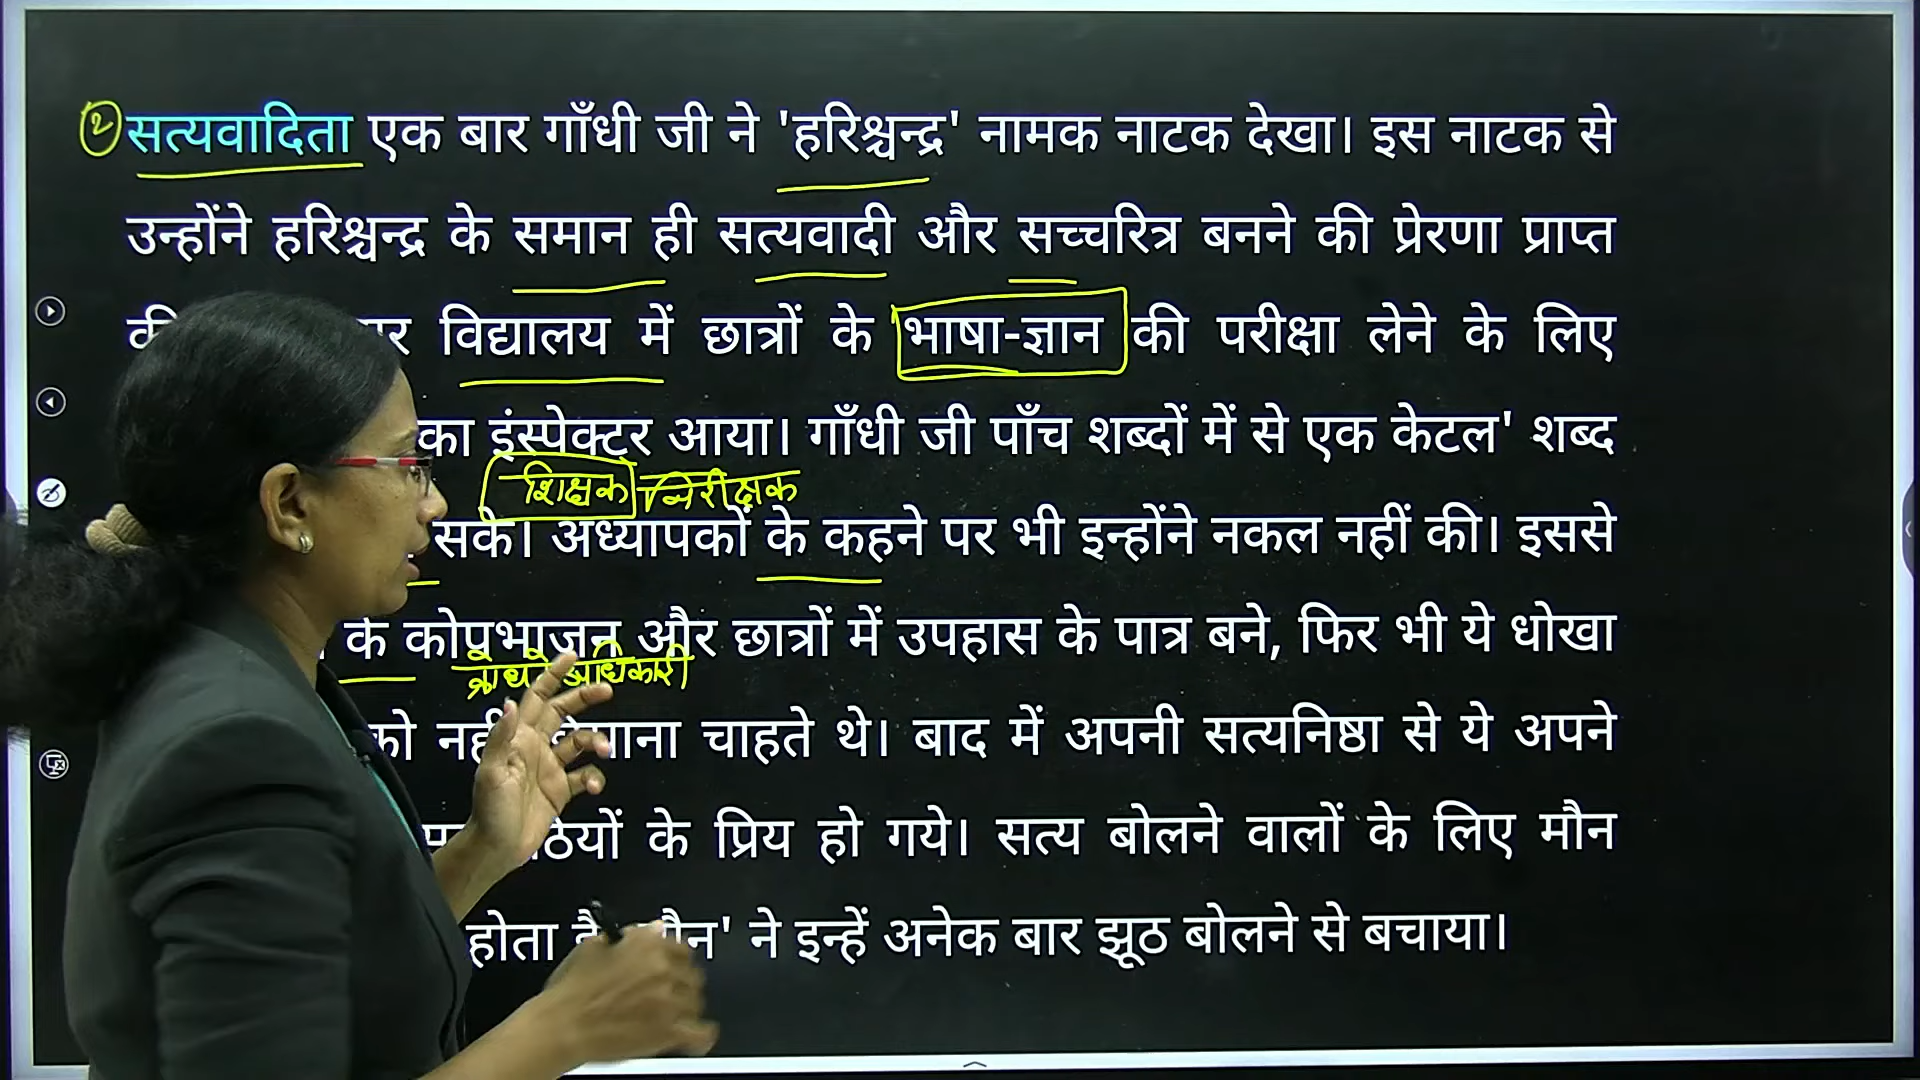 २ सत्यवादिता एक बार गाँधी जी ने 'हरिश्चन्द्र' नामक नाटक देखा। इस नाटक से
उन्होंने हरिश्चन्द्र के समान ही सत्यवादी और सच्चरित्र बनने की प्रेरणा प्राप्त
विद्यालय में छात्रों के भाषा-ज्ञान की परीक्षा लेने के लिए
का इंस्पेक्टर आया। गाँधी जी पाँच शब्दों में से एक केटल' शब्द
शिक्षक निरीक्षक
सके। अध्यापकों के कहने पर भी इन्होंने नकल नहीं की। इससे
के कोपभाजन और छात्रों में उपहास के पात्र बने, फिर भी ये धोखा
अधिकारी
को चाहते थे। बाद में अपनी सत्यनिष्ठा से ये अपने
के प्रिय हो गये। सत्य बोलने वालों के लिए मौन
होता ने इन्हें अनेक बार झूठ बोलने से बचाया।